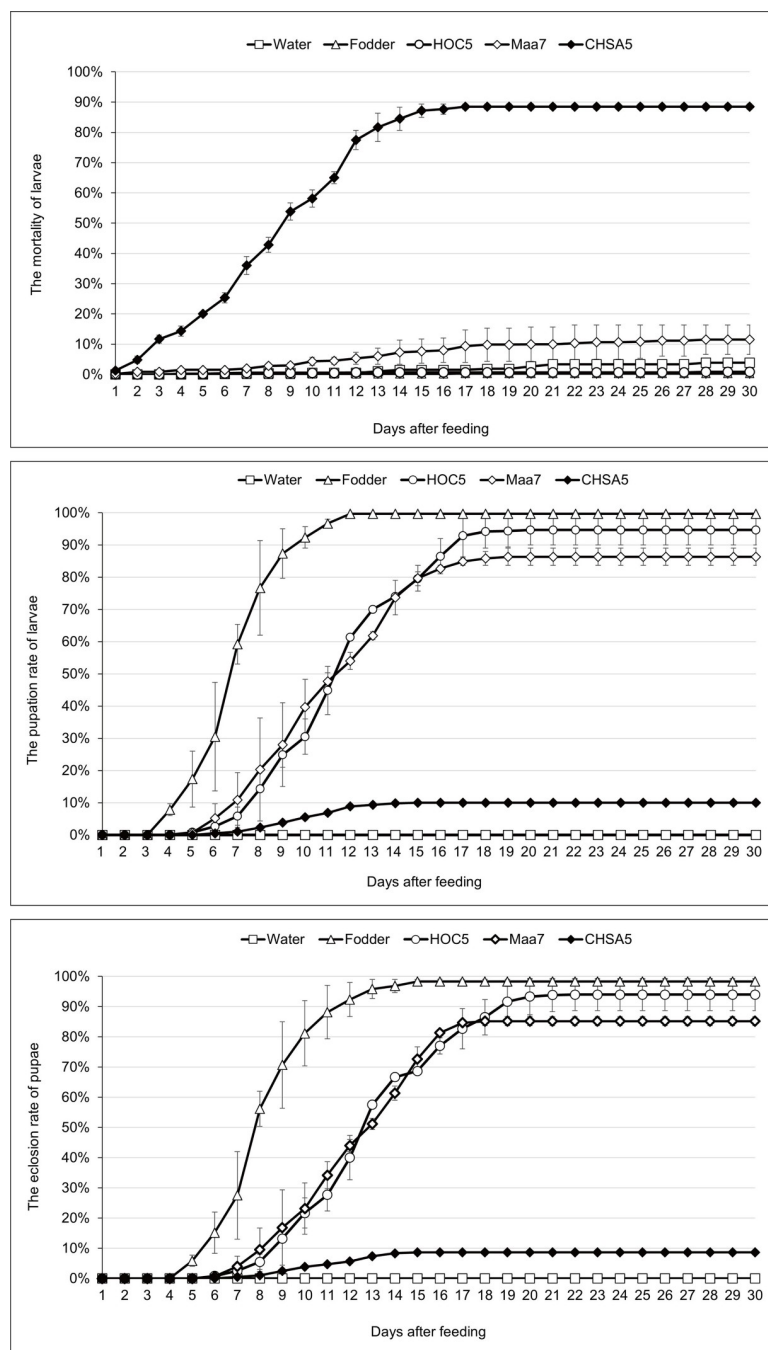 Water Fodder HOC5 Maa7 CHSA5
100%
90%
80%
70%
60%
50%
40%
30%
20%
10%
0%
The mortality of larvae
1 2 3 4 5 6 7 8 9 10 11 12 13 14 15 16 17 18 19 20 21 22 23 24 25 26 27 28 29 30
Days after feeding
Water Fodder HOC5 Maa7 CHSA5
100%
90%
80%
70%
60%
50%
40%
30%
20%
10%
0%
The pupation rate of larvae
1 2 3 4 5 6 7 8 9 10 11 12 13 14 15 16 17 18 19 20 21 22 23 24 25 26 27 28 29 30
Days after feeding
Water Fodder HOC5 Maa7 CHSA5
100%
90%
80%
70%
60%
50%
40%
30%
20%
10%
0%
The eclosion rate of pupae
1 2 3 4 5 6 7 8 9 10 11 12 13 14 15 16 17 18 19 20 21 22 23 24 25 26 27 28 29 30
Days after feeding